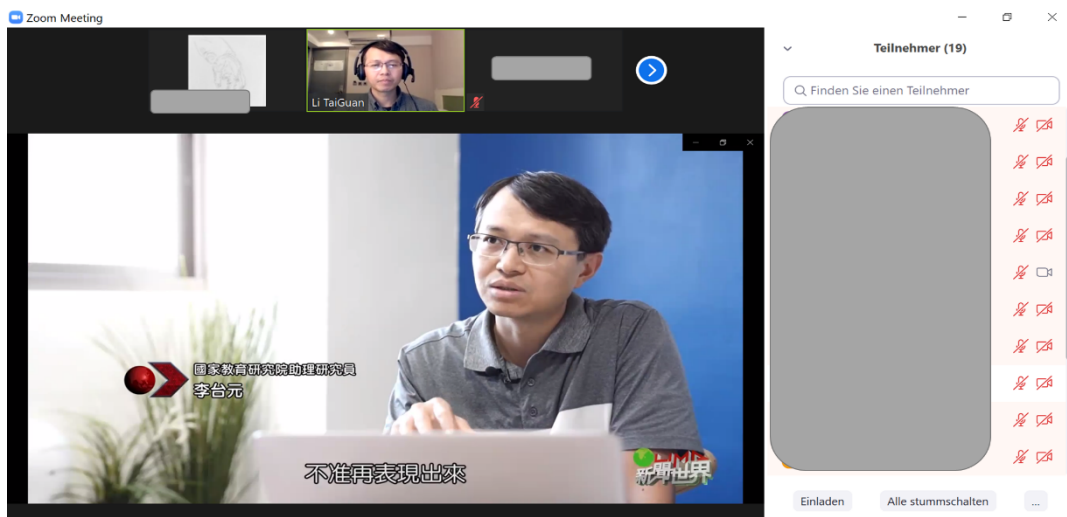 Zoom Meeting
Li TaiGuan
Teilnehmer (19)
Finden Sie einen Teilnehmer
國家教育研究院助理研究員
李台元
不准再表現出來
TIME
新聞世界
Einladen
Alle stummschalten
...